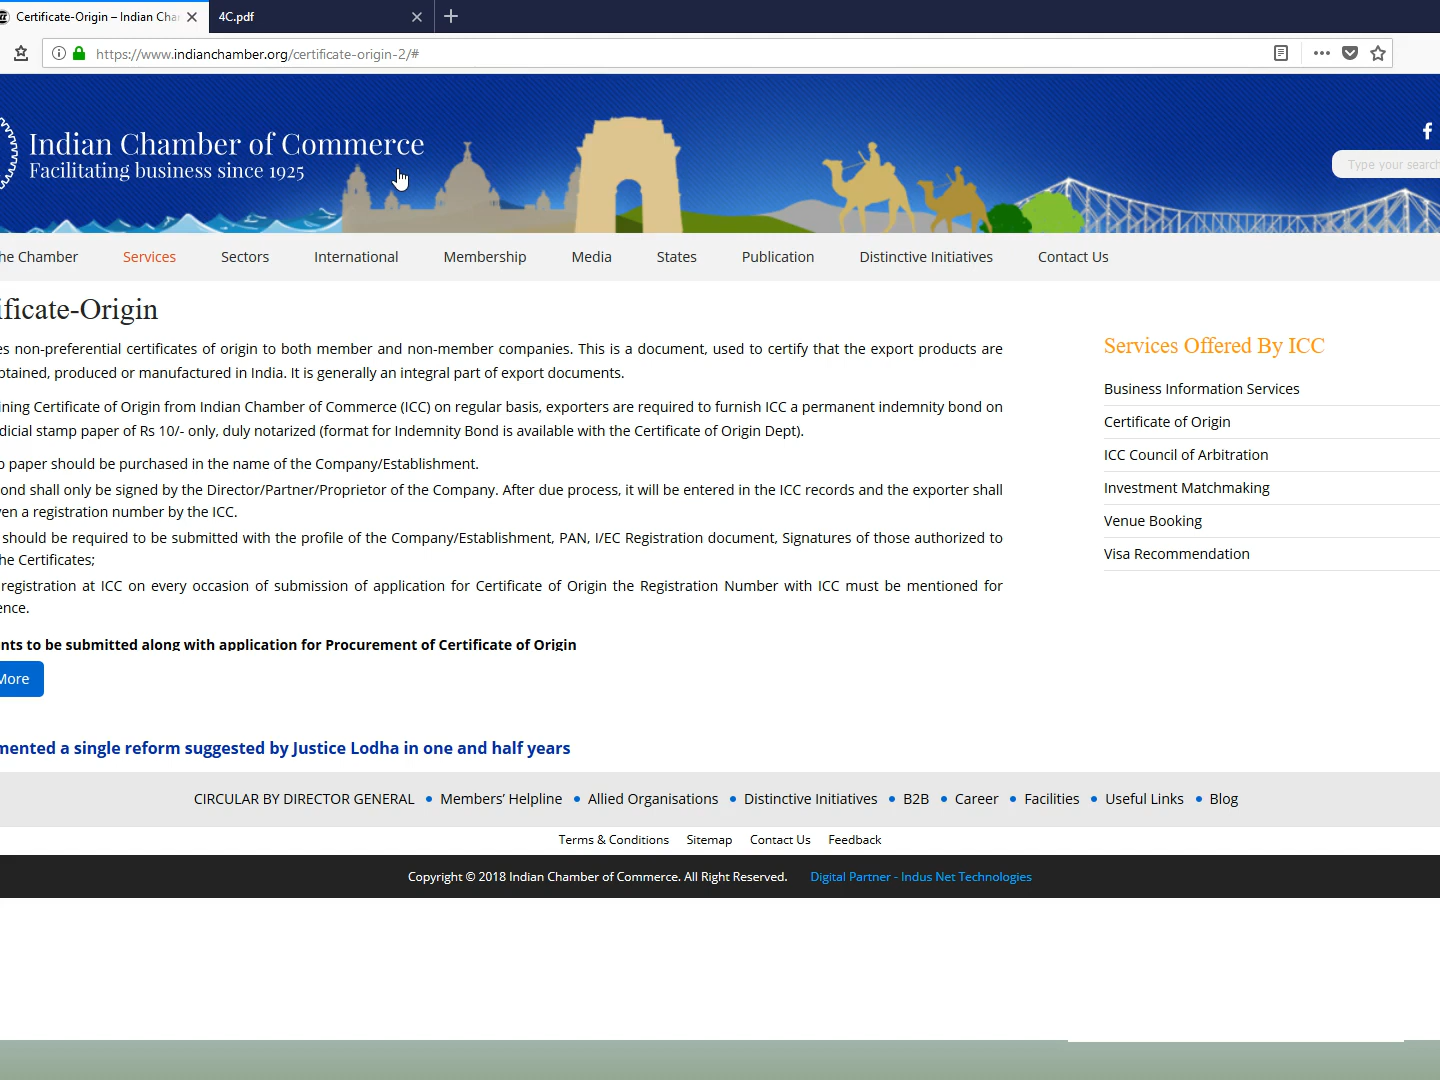 Certificate-Origin – Indian Cha
4C.pdf
https://www.indianchamber.org/certificate-origin-2/#
Indian Chamber of Commerce
Facilitating business since 1925
Type your search
he Chamber
Services
Sectors
International
Membership
Media
States
Publication
Distinctive Initiatives
Contact Us
ificate-Origin
es non-preferential certificates of origin to both member and non-member companies. This is a document, used to certify that the export products are
btained, produced or manufactured in India. It is generally an integral part of export documents.
ining Certificate of Origin from Indian Chamber of Commerce (ICC) on regular basis, exporters are required to furnish ICC a permanent indemnity bond on
dicial stamp paper of Rs 10/- only, duly notarized (format for Indemnity Bond is available with the Certificate of Origin Dept).
p paper should be purchased in the name of the Company/Establishment.
ond shall only be signed by the Director/Partner/Proprietor of the Company. After due process, it will be entered in the ICC records and the exporter shall
ven a registration number by the ICC.
should be required to be submitted with the profile of the Company/Establishment, PAN, I/EC Registration document, Signatures of those authorized to
he Certificates;
registration at ICC on every occasion of submission of application for Certificate of Origin the Registration Number with ICC must be mentioned for
ence.
nts to be submitted along with application for Procurement of Certificate of Origin
More
Services Offered By ICC
Business Information Services
Certificate of Origin
ICC Council of Arbitration
Investment Matchmaking
Venue Booking
Visa Recommendation
mented a single reform suggested by Justice Lodha in one and half years
CIRCULAR BY DIRECTOR GENERAL • Members’ Helpline • Allied Organisations • Distinctive Initiatives • B2B • Career • Facilities • Useful Links • Blog
Terms & Conditions Sitemap Contact Us Feedback
Copyright © 2018 Indian Chamber of Commerce. All Right Reserved. Digital Partner - Indus Net Technologies